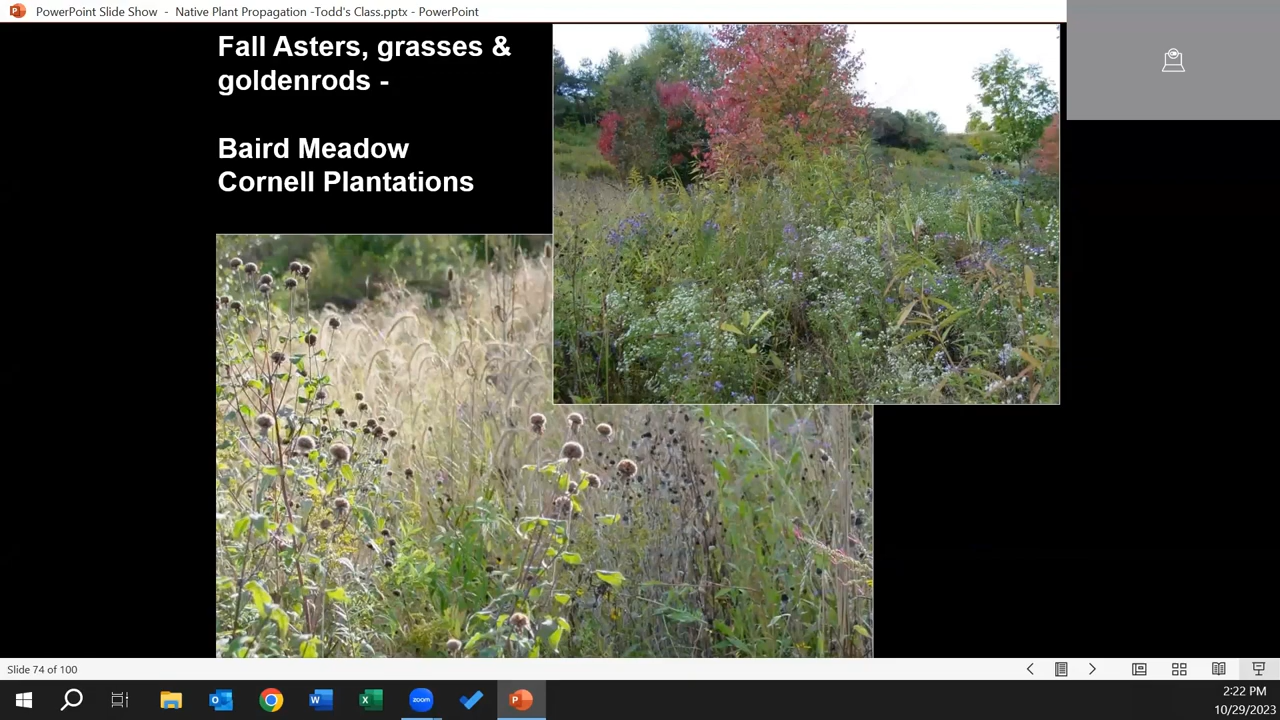 PowerPoint Slide Show - Native Plant Propagation -Todd's Class.pptx - PowerPoint
Fall Asters, grasses &
goldenrods -
Baird Meadow
Cornell Plantations
Slide 74 of 100
zoom
2:22 PM
10/29/2023